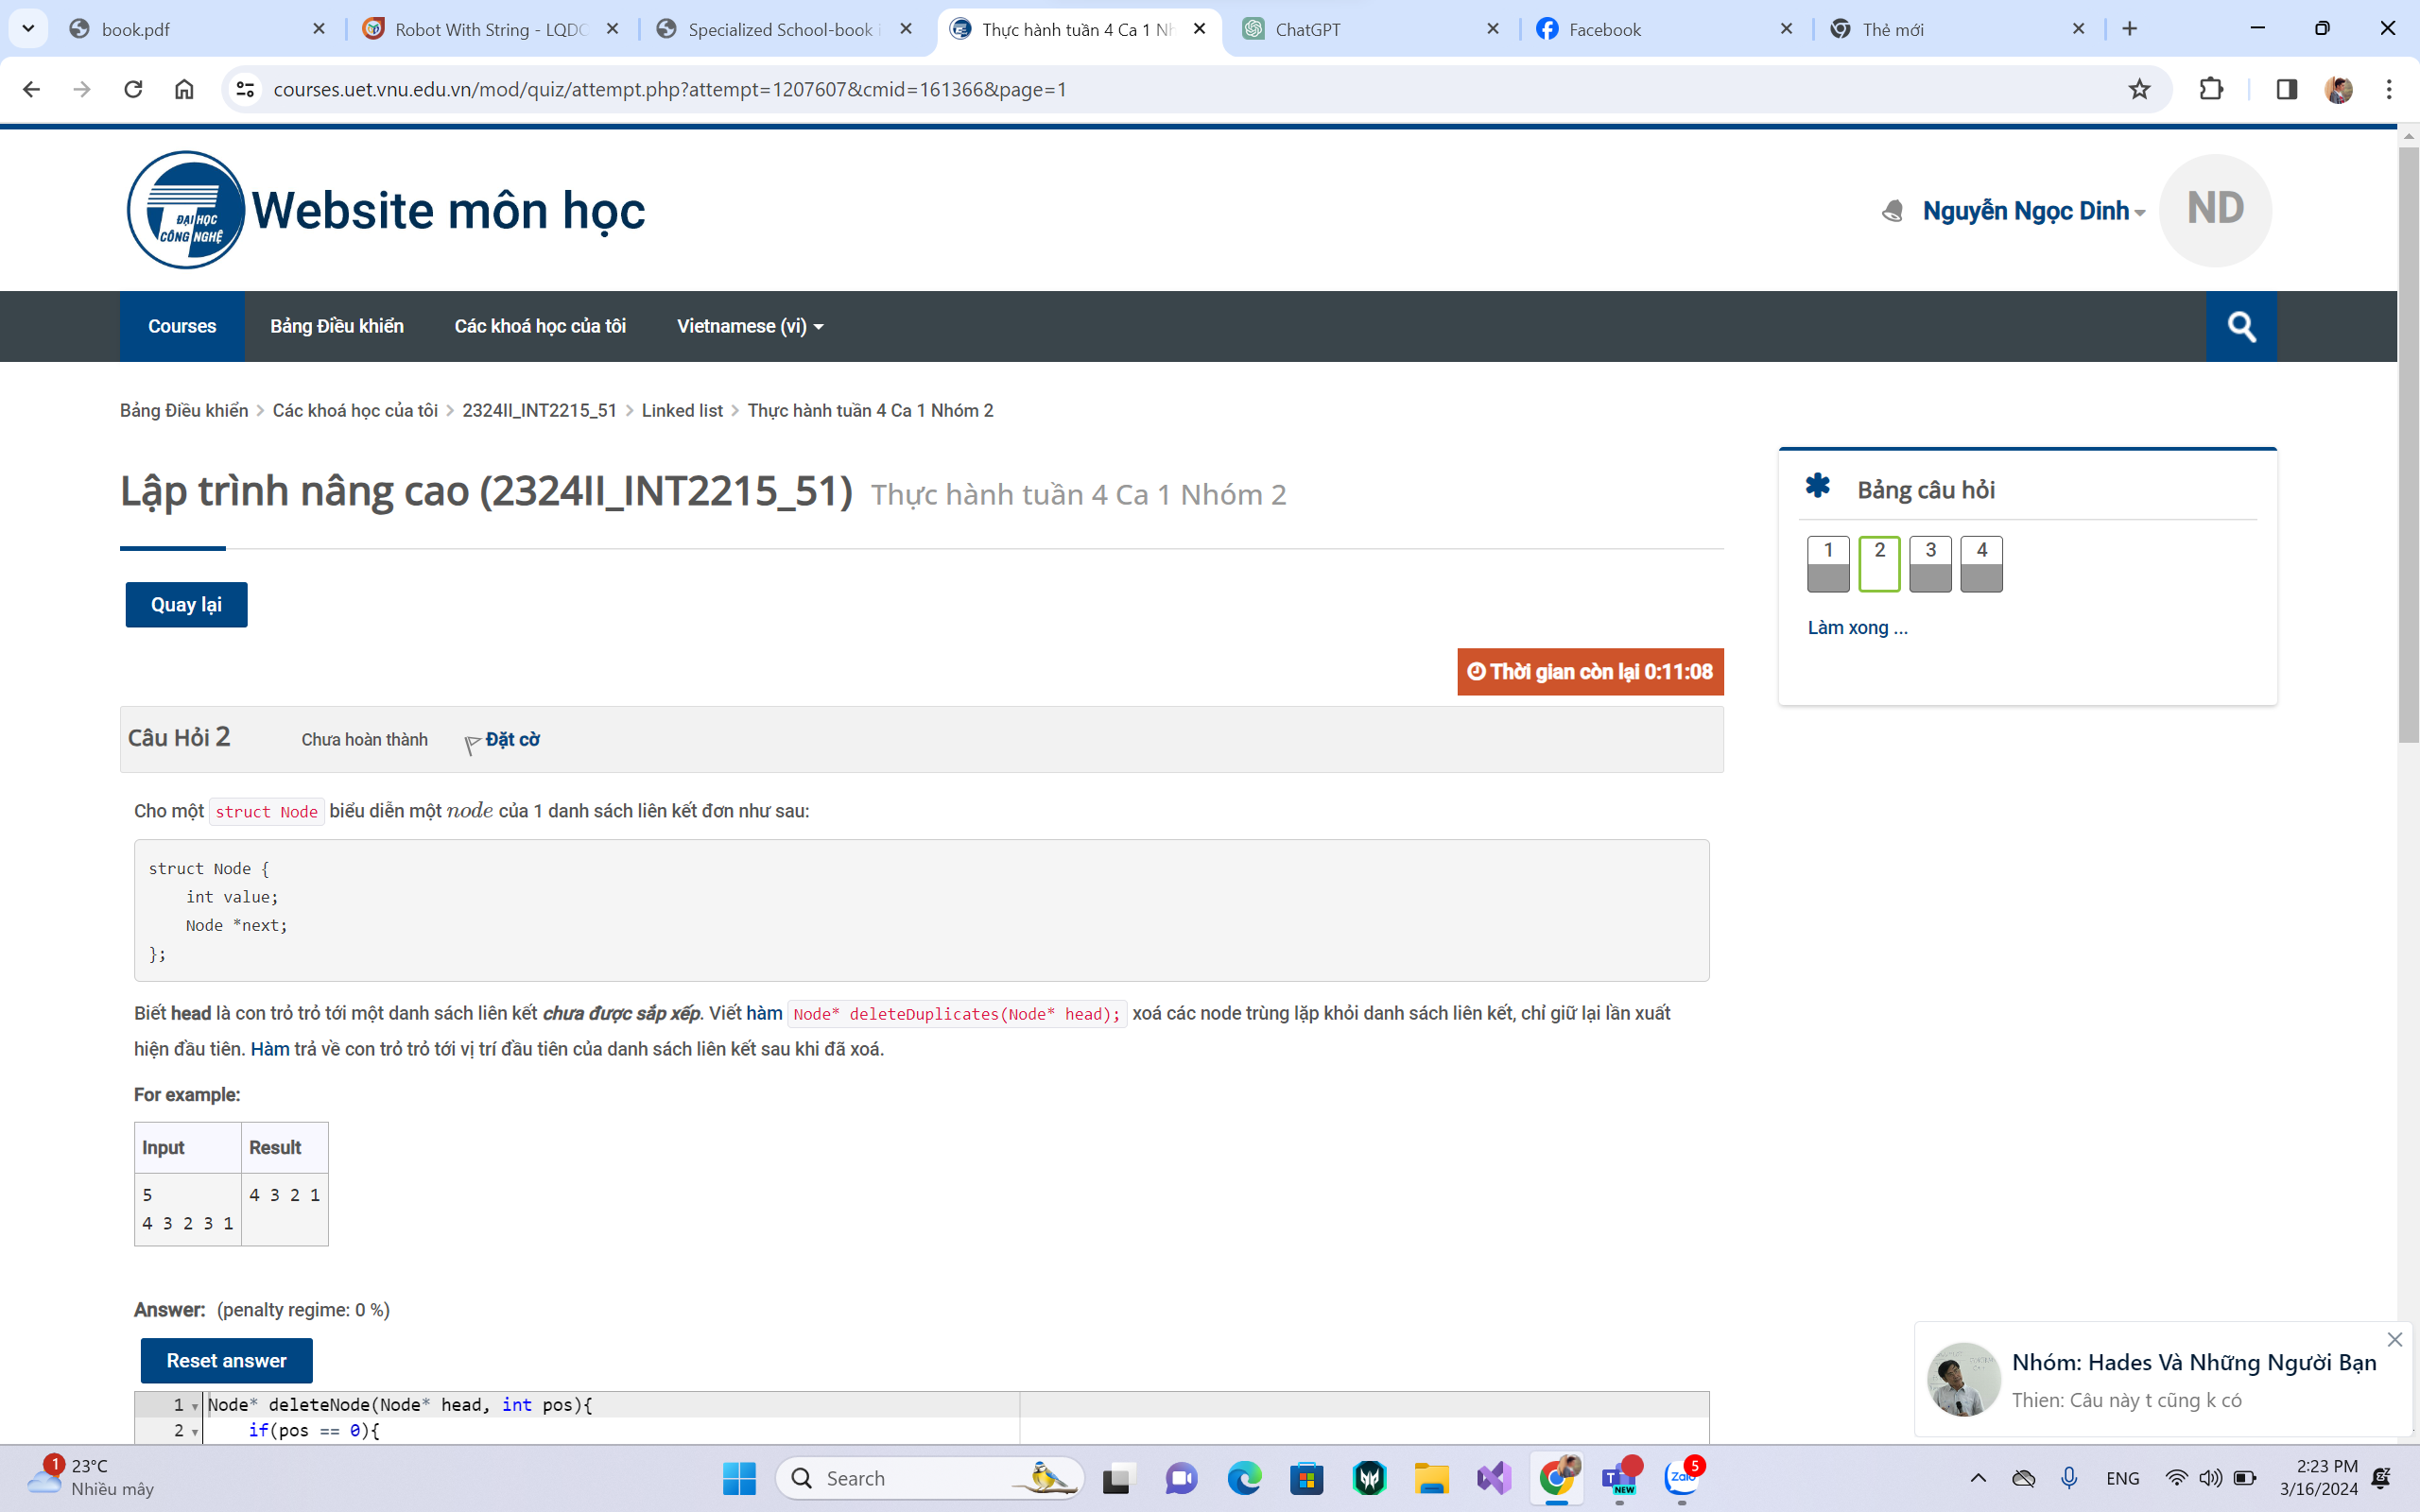 book.pdf
Robot With String - LQDO
Specialized School-book i
Thực hành tuần 4 Ca 1 Nh
ChatGPT
Facebook
Thẻ mới
courses.uet.vnu.edu.vn/mod/quiz/attempt.php?attempt=1207607&cmid=161366&page=1
ĐẠI HỌC
CÔNG NGHỆ
Website môn học
Nguyễn Ngọc Dinh
ND
Courses
Bảng Điều khiển
Các khoá học của tôi
Vietnamese (vi)
Bảng Điều khiển > Các khoá học của tôi > 2324II_INT2215_51 > Linked list > Thực hành tuần 4 Ca 1 Nhóm 2
Lập trình nâng cao (2324II_INT2215_51) Thực hành tuần 4 Ca 1 Nhóm 2
Bảng câu hỏi
1 2 3 4
Làm xong ...
Quay lại
Thời gian còn lại 0:11:08
Câu Hỏi 2 Chưa hoàn thành Đặt cờ
Cho một struct Node biểu diễn một node của 1 danh sách liên kết đơn như sau:
struct Node {
int value;
Node *next;
};
Biết head là con trỏ trỏ tới một danh sách liên kết chưa được sắp xếp. Viết hàm Node* deleteDuplicates(Node* head); xoá các node trùng lặp khỏi danh sách liên kết, chỉ giữ lại lần xuất
hiện đầu tiên. Hàm trả về con trỏ trỏ tới vị trí đầu tiên của danh sách liên kết sau khi đã xoá.
For example:
Input Result
5 4 3 2 1
4 3 2 3 1
Answer: (penalty regime: 0 %)
Reset answer
1 Node* deleteNode(Node* head, int pos){
2 if(pos == 0){
Nhóm: Hades Và Những Người Bạn
Thien: Câu này t cũng k có
1
23°C
Nhiều mây
Search
NEW
Zalo
5
ENG
2:23 PM
3/16/2024